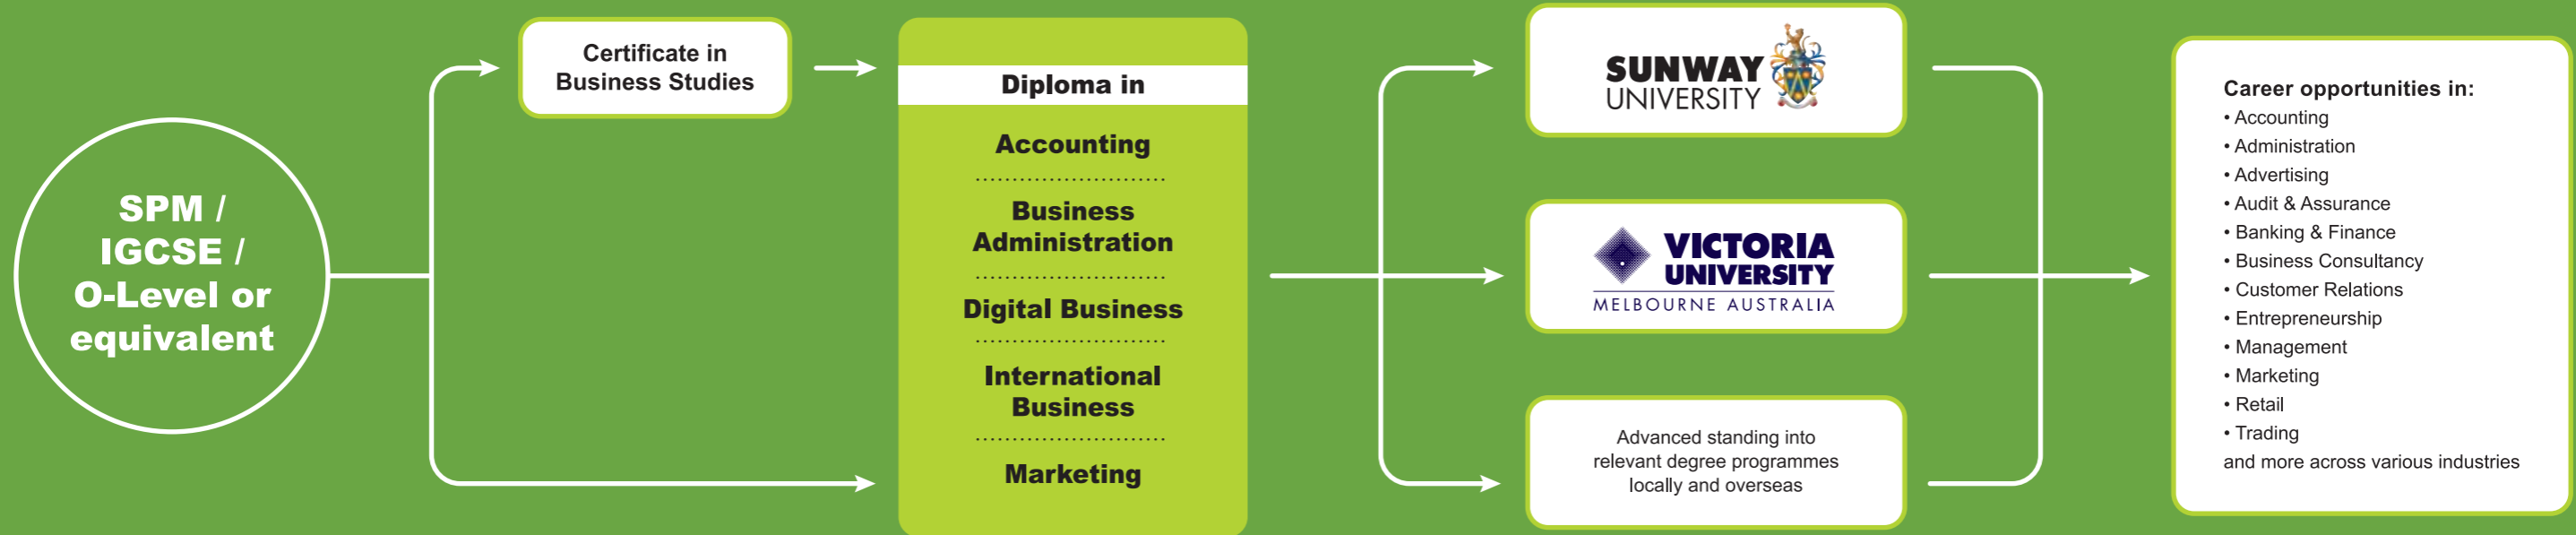 SPM /
IGCSE /
O-Level or
equivalent
Certificate in
Business Studies
Diploma in
Accounting
Business
Administration
Digital Business
International
Business
Marketing
SUNWAY
UNIVERSITY
VICTORIA
UNIVERSITY
MELBOURNE AUSTRALIA
Advanced standing into
relevant degree programmes
locally and overseas
Career opportunities in:
• Accounting
• Administration
• Advertising
• Audit & Assurance
• Banking & Finance
• Business Consultancy
• Customer Relations
• Entrepreneurship
• Management
• Marketing
• Retail
• Trading
and more across various industries